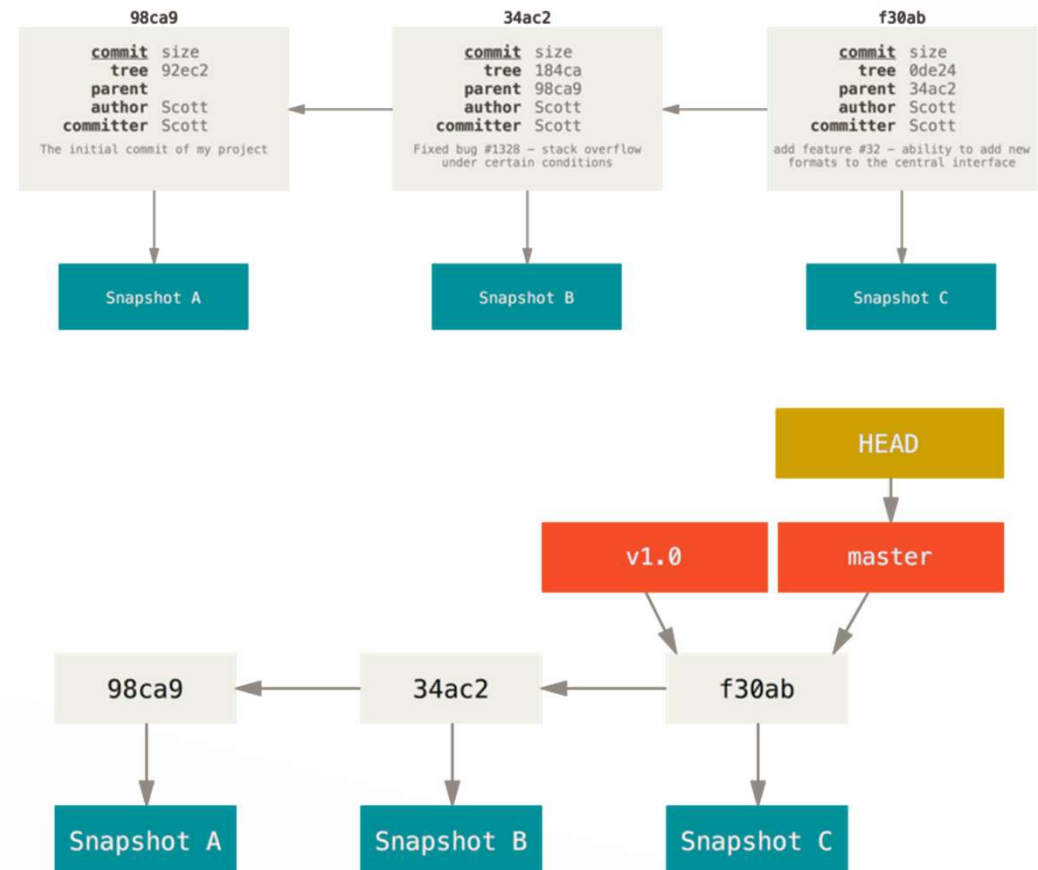 98ca9
34ac2
f30ab
commit size
tree 92ec2
parent
author Scott
committer Scott
The initial commit of my project
commit size
tree 184ca
parent 98ca9
author Scott
committer Scott
Fixed bug #1328 – stack overflow
under certain conditions
commit size
tree 0de24
parent 34ac2
author Scott
committer Scott
add feature #32 – ability to add new
formats to the central interface
Snapshot A
Snapshot B
Snapshot C
HEAD
v1.0
master
98ca9
34ac2
f30ab
Snapshot A
Snapshot B
Snapshot C